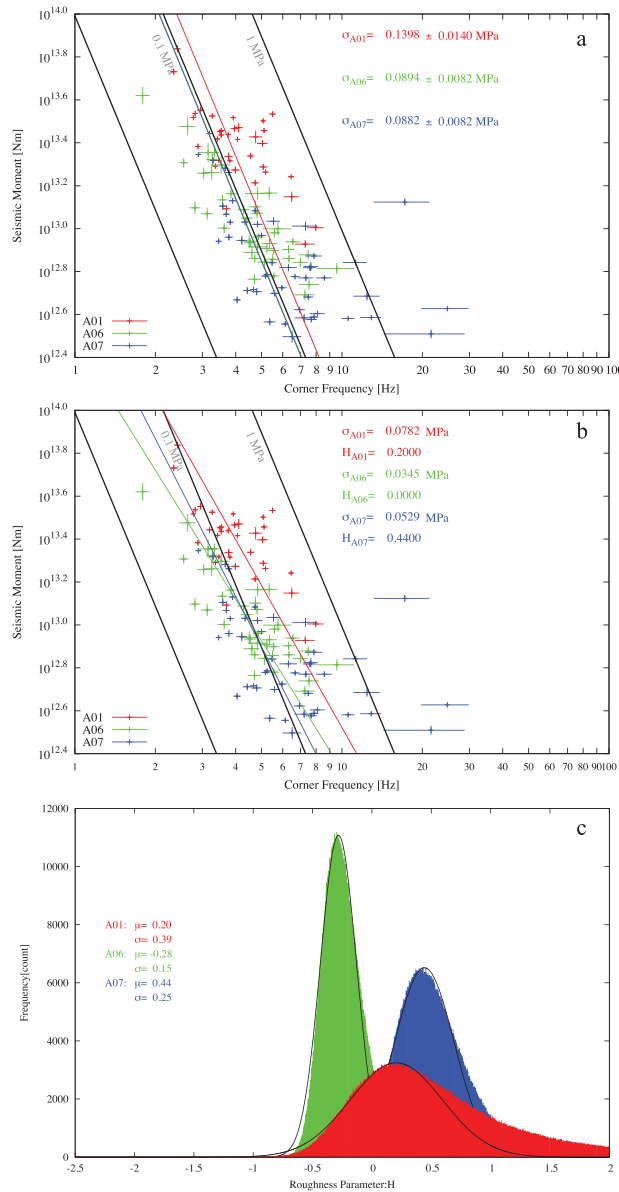 a
σA01= 0.1398 ± 0.0140 MPa
σA06= 0.0894 ± 0.0082 MPa
σA07= 0.0882 ± 0.0082 MPa
0.1 MPa
1 MPa
10^14.0
10^13.8
10^13.6
10^13.4
10^13.2
10^13.0
10^12.8
10^12.6
10^12.4
Seismic Moment [Nm]
A01
A06
A07
1 2 3 4 5 6 7 8 9 10 20 30 40 50 60 70 80 90 100
Corner Frequency [Hz]
b
σA01= 0.0782 MPa
HA01= 0.2000
σA06= 0.0345 MPa
HA06= 0.0000
σA07= 0.0529 MPa
HA07= 0.4400
0.1 MPa
1 MPa
10^14.0
10^13.8
10^13.6
10^13.4
10^13.2
10^13.0
10^12.8
10^12.6
10^12.4
Seismic Moment [Nm]
A01
A06
A07
1 2 3 4 5 6 7 8 9 10 20 30 40 50 60 70 80 90 100
Corner Frequency [Hz]
c
12000
10000
8000
6000
4000
2000
0
Frequency[count]
A01: μ= 0.20
σ= 0.39
A06: μ= -0.28
σ= 0.15
A07: μ= 0.44
σ= 0.25
-2.5 -2 -1.5 -1 -0.5 0 0.5 1 1.5 2
Roughness Parameter:H